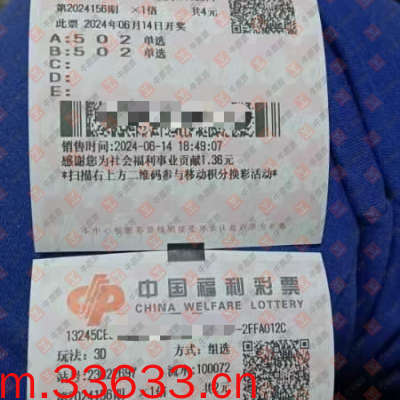 第2024156期 ×1倍 共4元
此票 2024年06月14日开奖
A:5 0 2 单选
B:5 0 2 单选
C:
D:
E:
销售时间:2024-06-14 18:49:07
感谢您为社会福利事业贡献1.36元
*扫描右上方二维码参与移动积分换彩活动*
中国福利彩票
CHINA WELFARE LOTTERY
13245CE -2FFA012C
玩法:3D 方式:组选
100072
m.33633.cn